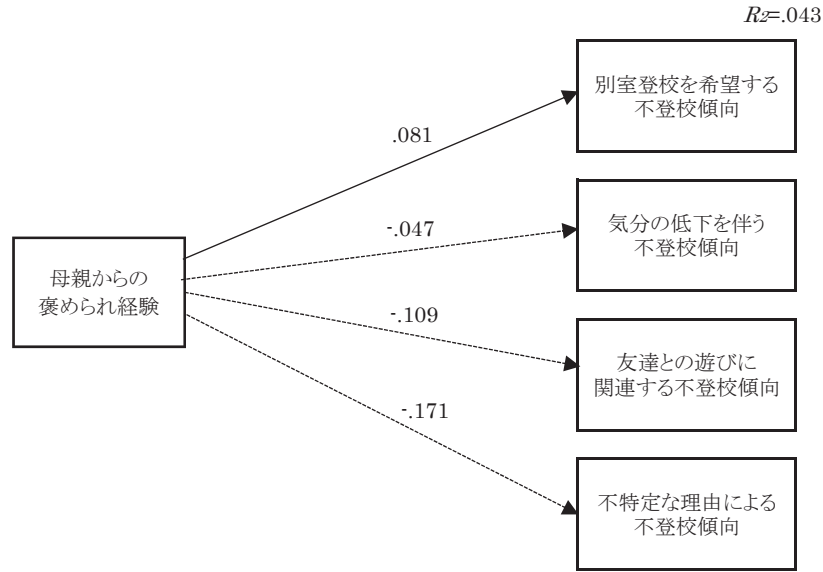 R2=.043
別室登校を希望する
不登校傾向
.081
気分の低下を伴う
不登校傾向
-.047
母親からの
褒められ経験
-.109
友達との遊びに
関連する不登校傾向
-.171
不特定な理由による
不登校傾向